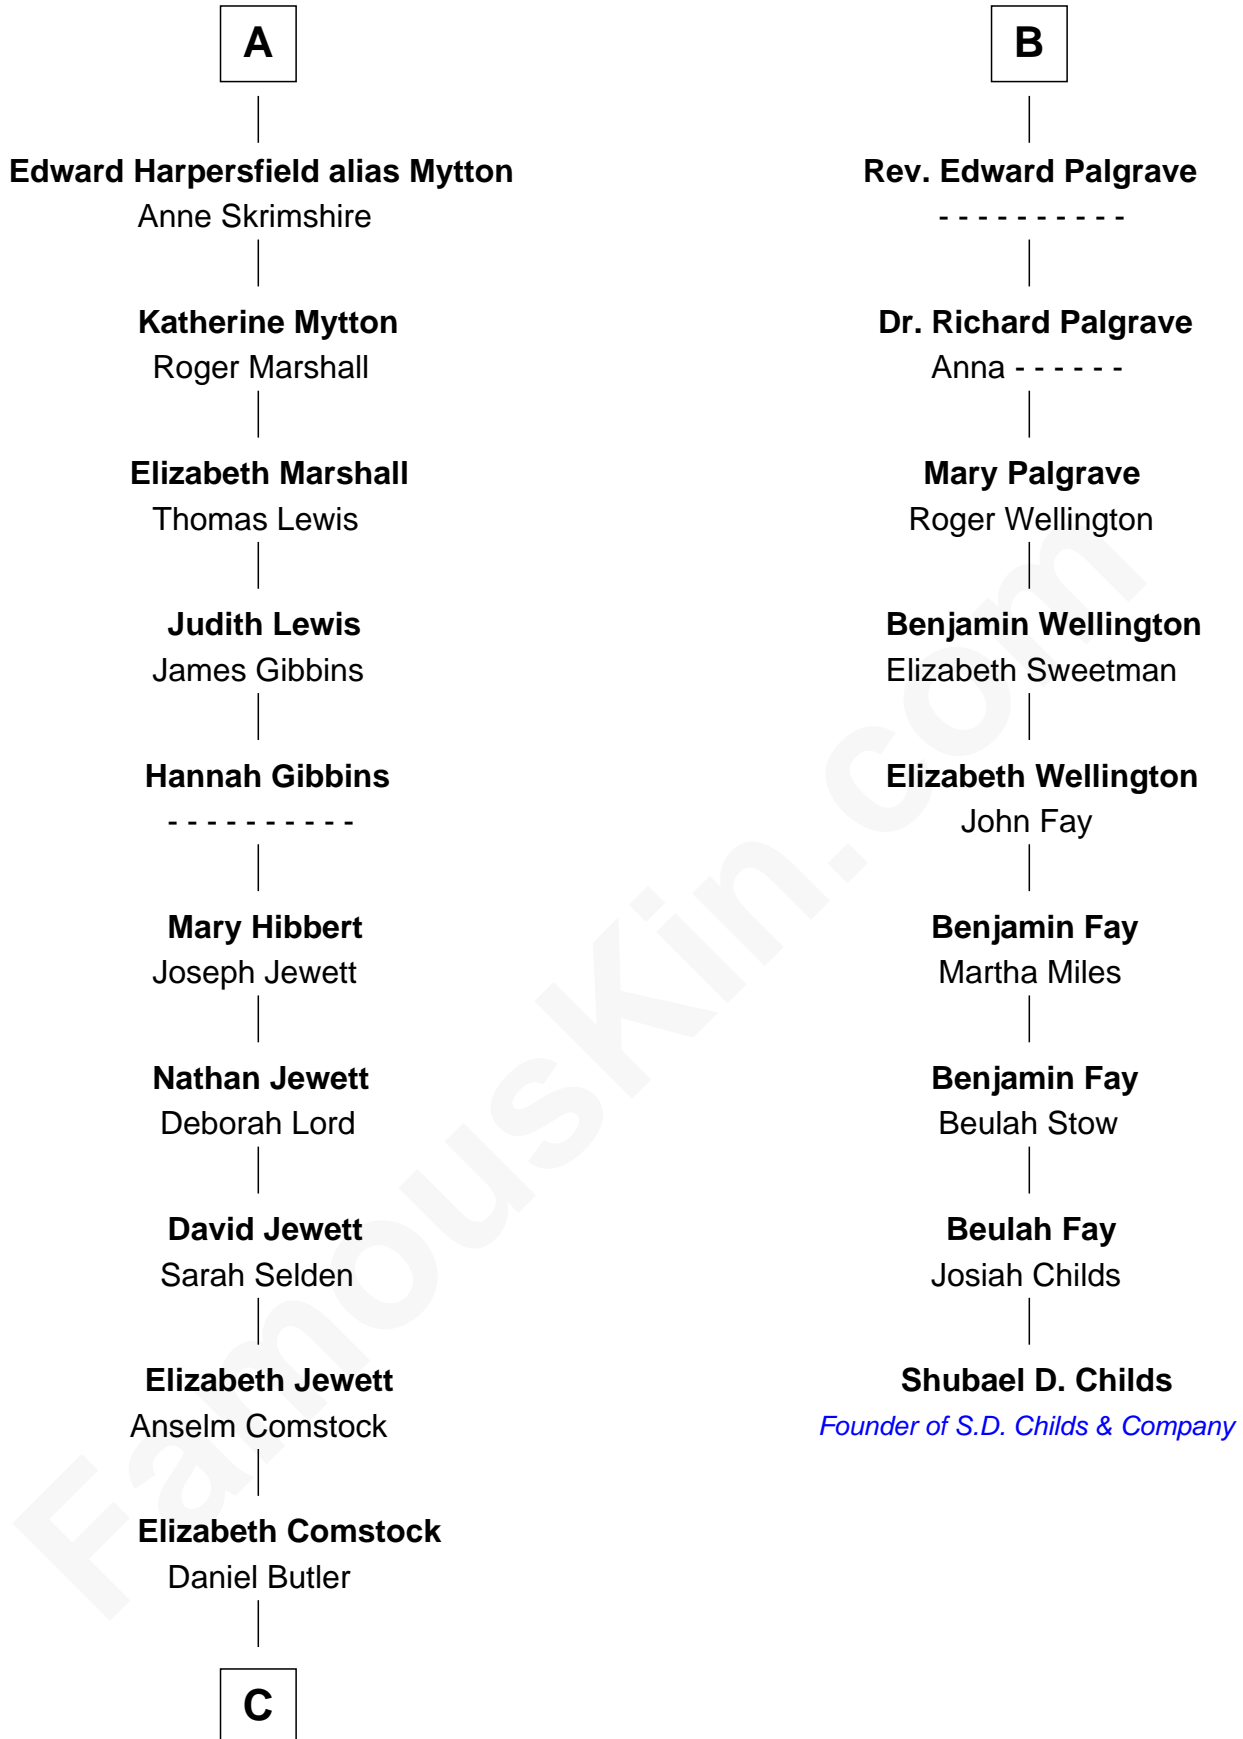 A
Edward Harpersfield alias Mytton
Anne Skrimshire
Katherine Mytton
Roger Marshall
Elizabeth Marshall
Thomas Lewis
Judith Lewis
James Gibbins
Hannah Gibbins
- - - - - - - - - -
Mary Hibbert
Joseph Jewett
Nathan Jewett
Deborah Lord
David Jewett
Sarah Selden
Elizabeth Jewett
Anselm Comstock
Elizabeth Comstock
Daniel Butler
C
B
Rev. Edward Palgrave
- - - - - - - - - -
Dr. Richard Palgrave
Anna - - - - - -
Mary Palgrave
Roger Wellington
Benjamin Wellington
Elizabeth Sweetman
Elizabeth Wellington
John Fay
Benjamin Fay
Martha Miles
Benjamin Fay
Beulah Stow
Beulah Fay
Josiah Childs
Shubael D. Childs
Founder of S.D. Childs & Company
FamousKin.com